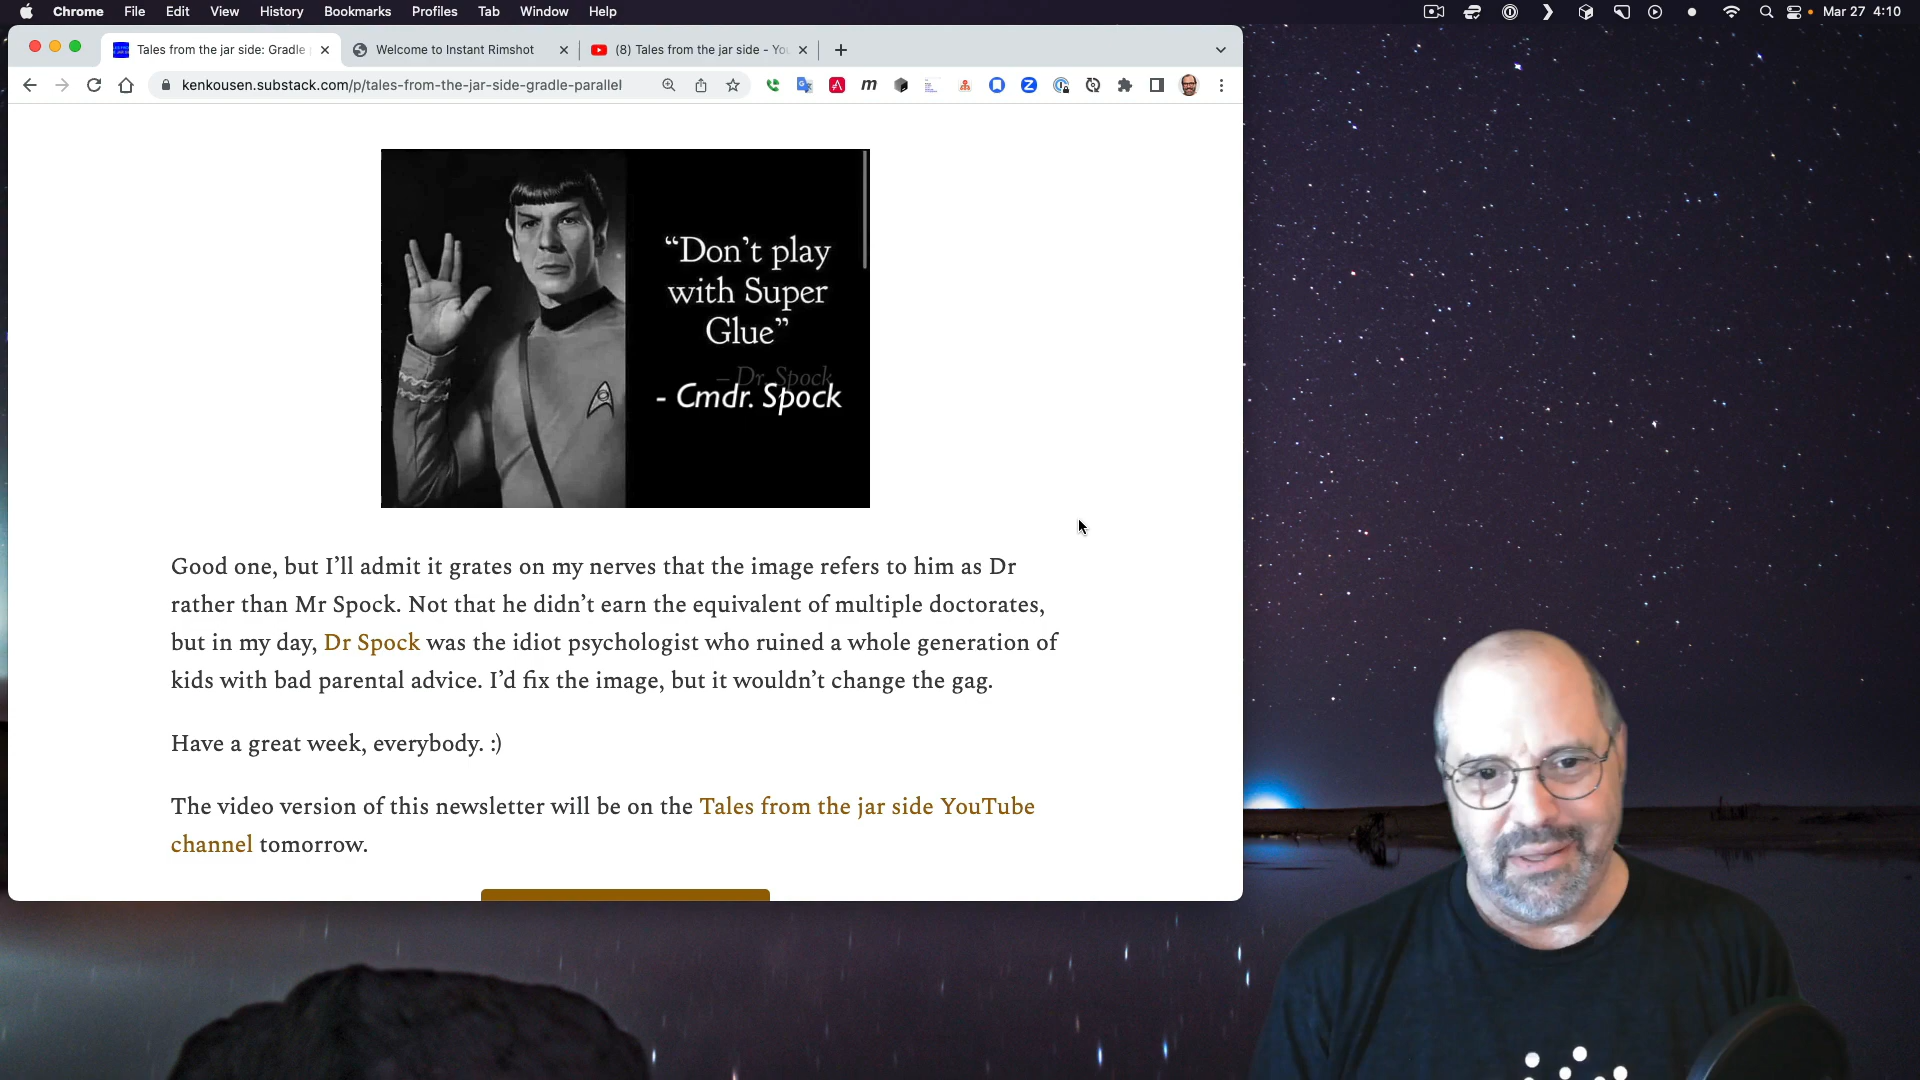 Chrome File Edit View History Bookmarks Profiles Tab Window Help Mar 27 4:10
Tales from the jar side: Gradle Welcome to Instant Rimshot (8) Tales from the jar side - Yo
kenkousen.substack.com/p/tales-from-the-jar-side-gradle-parallel
“Don’t play
with Super
Glue”
– Dr. Spock
- Cmdr. Spock
Good one, but I’ll admit it grates on my nerves that the image refers to him as Dr
rather than Mr Spock. Not that he didn’t earn the equivalent of multiple doctorates,
but in my day, Dr Spock was the idiot psychologist who ruined a whole generation of
kids with bad parental advice. I’d fix the image, but it wouldn’t change the gag.
Have a great week, everybody. :)
The video version of this newsletter will be on the Tales from the jar side YouTube
channel tomorrow.